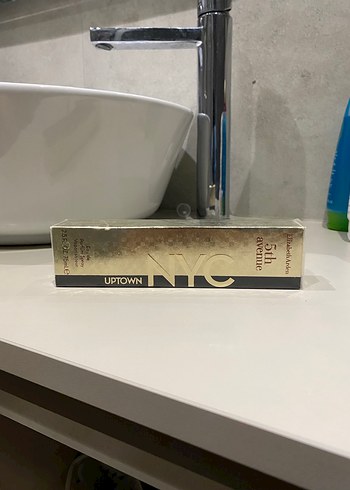 Elizabeth Arden
5th
avenue
UPTOWN NYC